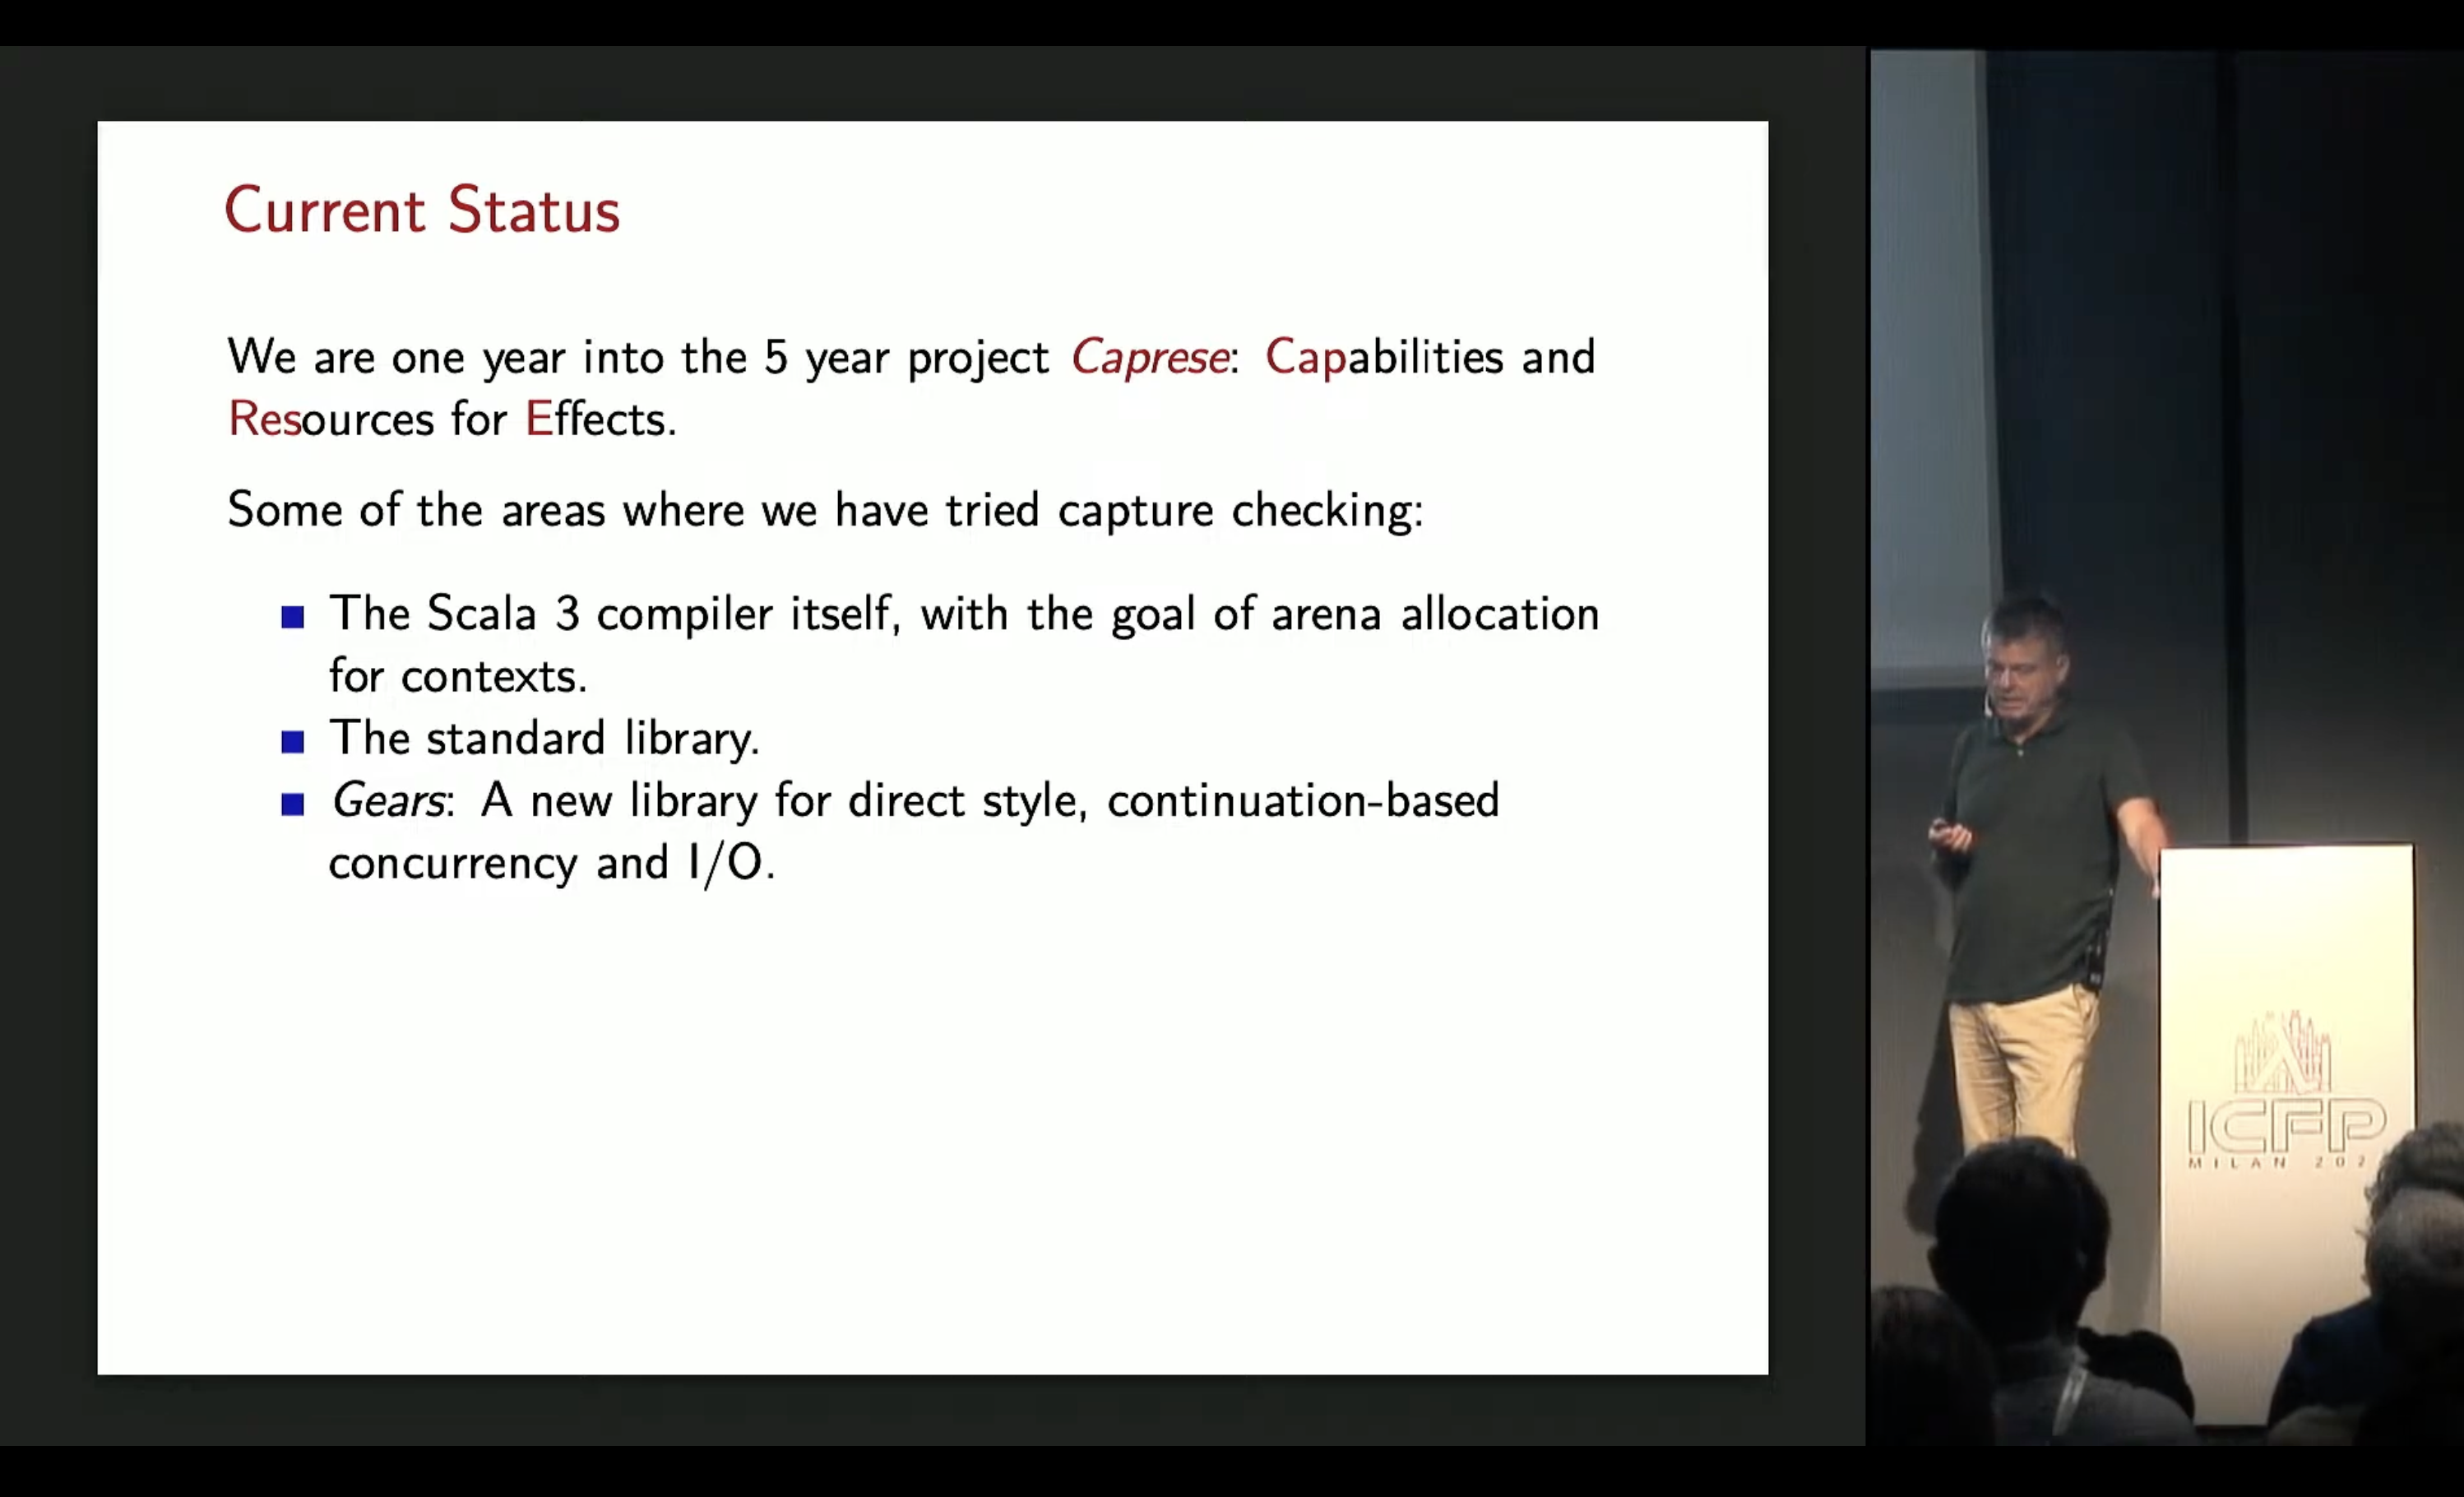 Current Status
We are one year into the 5 year project Caprese: Capabilities and
Resources for Effects.
Some of the areas where we have tried capture checking:
The Scala 3 compiler itself, with the goal of arena allocation
for contexts.
The standard library.
Gears: A new library for direct style, continuation-based
concurrency and I/O.
ICFP
MILAN 202